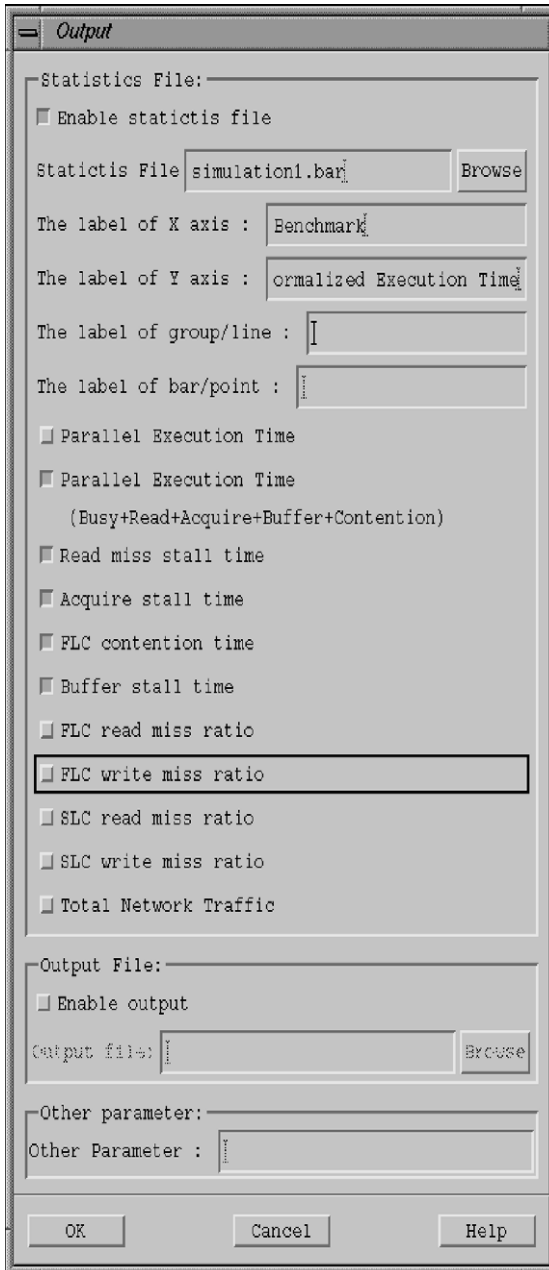 Output
Statistics File:
Enable statictis file
Statictis File simulation1.bar Browse
The label of X axis : Benchmark
The label of Y axis : ormalized Execution Time
The label of group/line :
The label of bar/point :
Parallel Execution Time
Parallel Execution Time
(Busy+Read+Acquire+Buffer+Contention)
Read miss stall time
Acquire stall time
FLC contention time
Buffer stall time
FLC read miss ratio
FLC write miss ratio
SLC read miss ratio
SLC write miss ratio
Total Network Traffic
Output File:
Enable output
Output file: Browse
Other parameter:
Other Parameter :
OK Cancel Help